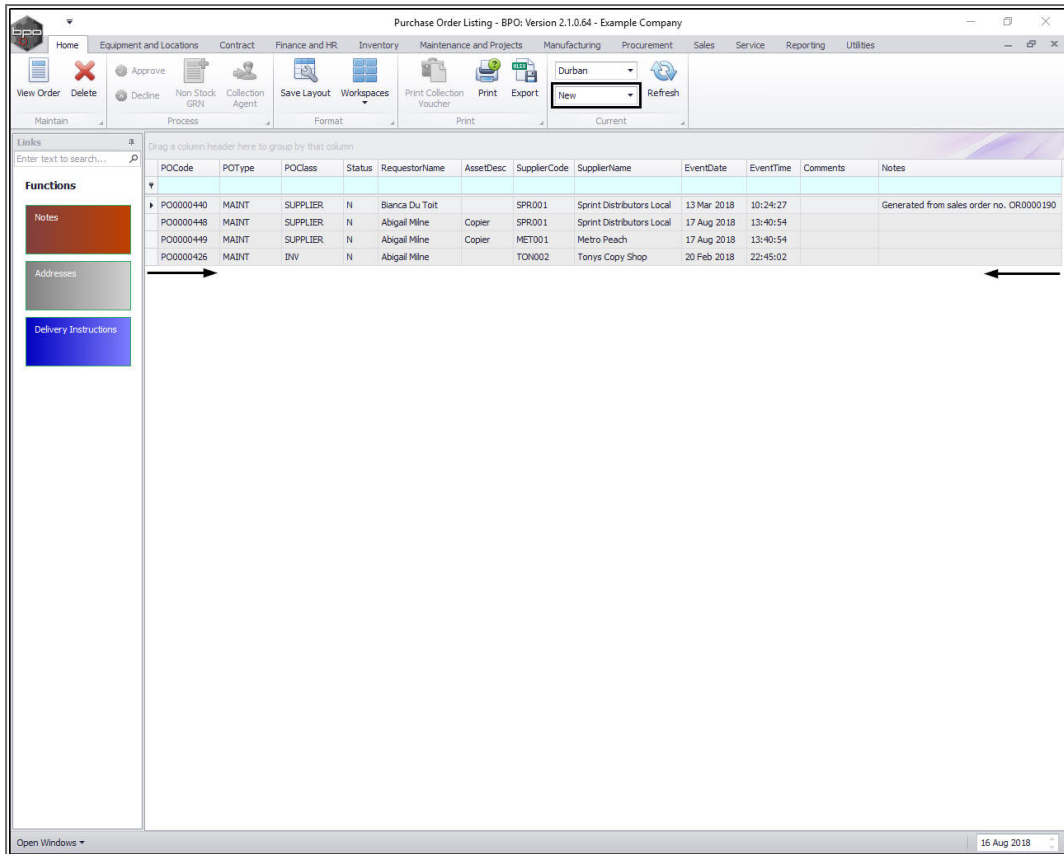 Purchase Order Listing - BPO: Version 2.1.0.64 - Example Company
bpo
Home Equipment and Locations Contract Finance and HR Inventory Maintenance and Projects Manufacturing Procurement Sales Service Reporting Utilities
View Order Delete Approve Decline Non Stock GRN Collection Agent Save Layout Workspaces Print Collection Voucher Print Export Durban New Refresh
Maintain Process Format Print Current
Links
Enter text to search...
Functions
Notes
Addresses
Delivery Instructions
Drag a column header here to group by that column
POCode POType POClass Status RequestorName AssetDesc SupplierCode SupplierName EventDate EventTime Comments Notes
PO0000440 MAINT SUPPLIER N Bianca Du Toit SPR001 Sprint Distributors Local 13 Mar 2018 10:24:27 Generated from sales order no. OR0000190
PO0000448 MAINT SUPPLIER N Abigail Milne Copier SPR001 Sprint Distributors Local 17 Aug 2018 13:40:54
PO0000449 MAINT SUPPLIER N Abigail Milne Copier MET001 Metro Peach 17 Aug 2018 13:40:54
PO0000426 MAINT INV N Abigail Milne TON002 Tonys Copy Shop 20 Feb 2018 22:45:02
Open Windows
16 Aug 2018